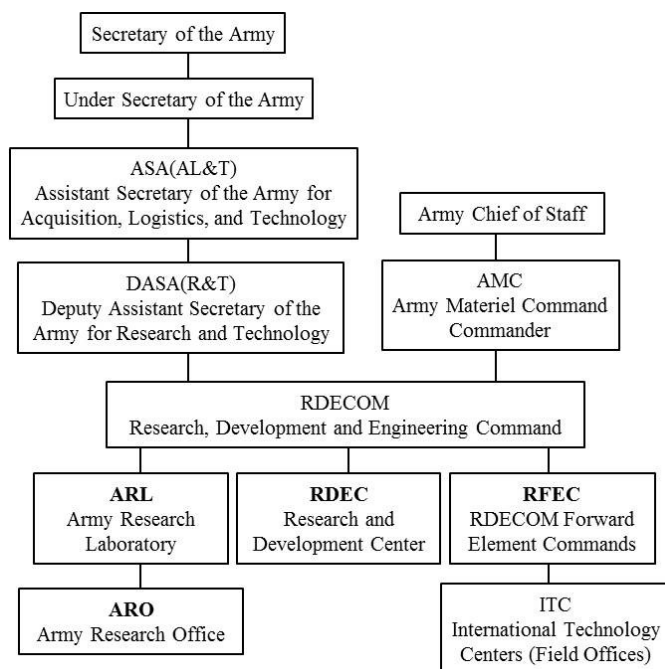 Secretary of the Army
Under Secretary of the Army
ASA(AL&T)
Assistant Secretary of the Army for
Acquisition, Logistics, and Technology
Army Chief of Staff
DASA(R&T)
Deputy Assistant Secretary of the
Army for Research and Technology
AMC
Army Materiel Command
Commander
RDECOM
Research, Development and Engineering Command
ARL
Army Research
Laboratory
RDEC
Research and
Development Center
RFEC
RDECOM Forward
Element Commands
ARO
Army Research Office
ITC
International Technology
Centers (Field Offices)